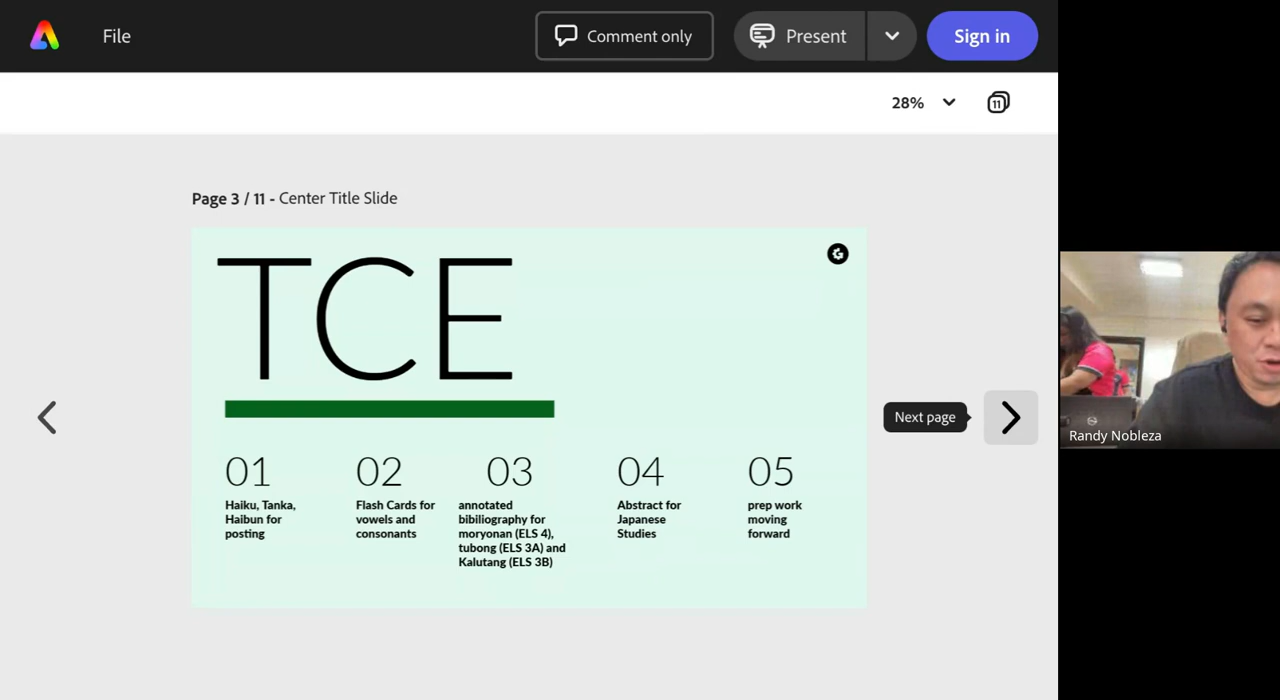 File
Comment only
Present
Sign in
28%
11
Page 3 / 11 - Center Title Slide
TCE
G
Next page
01
Haiku, Tanka,
Haibun for
posting
02
Flash Cards for
vowels and
consonants
03
annotated
bibiliography for
moryonan (ELS 4),
tubong (ELS 3A) and
Kalutang (ELS 3B)
04
Abstract for
Japanese
Studies
05
prep work
moving
forward
Randy Nobleza